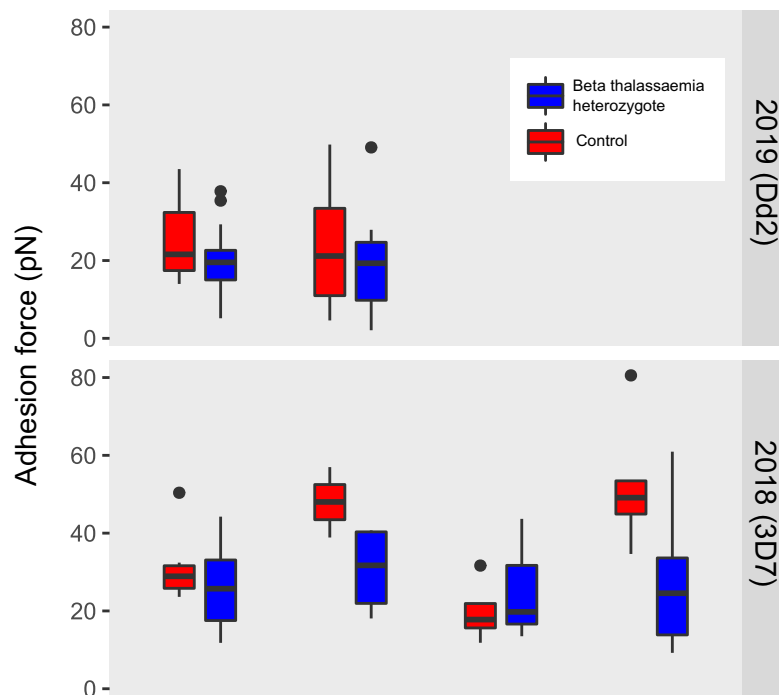 80
60
40
20
0
Beta thalassaemia
heterozygote
Control
2019 (Dd2)
Adhesion force (pN)
80
60
40
20
0
2018 (3D7)